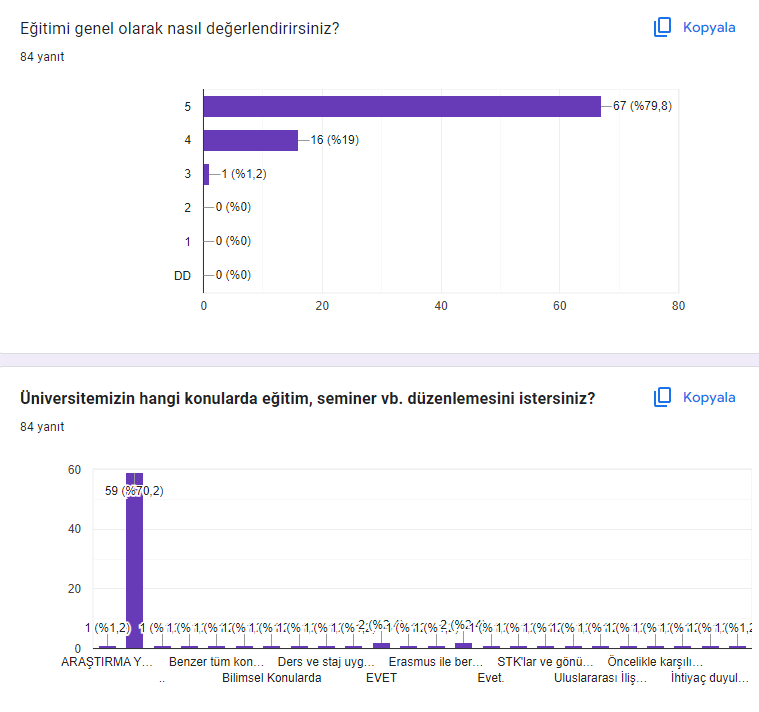 Eğitimi genel olarak nasıl değerlendirirsiniz?
Kopyala
84 yanıt
5
67 (%79,8)
4
16 (%19)
3
1 (%1,2)
2
0 (%0)
1
0 (%0)
DD
0 (%0)
0 20 40 60 80
Üniversitemizin hangi konularda eğitim, seminer vb. düzenlemesini istersiniz?
Kopyala
84 yanıt
60
59 (%70,2)
40
20
1 (%1,2)
0
ARAŞTIRMA Y... Benzer tüm kon... Ders ve staj uyg... Erasmus ile ber... STK'lar ve gönü... Öncelikle karşılı...
.. Bilimsel Konularda EVET Evet. Uluslararası İliş... İhtiyaç duyul...